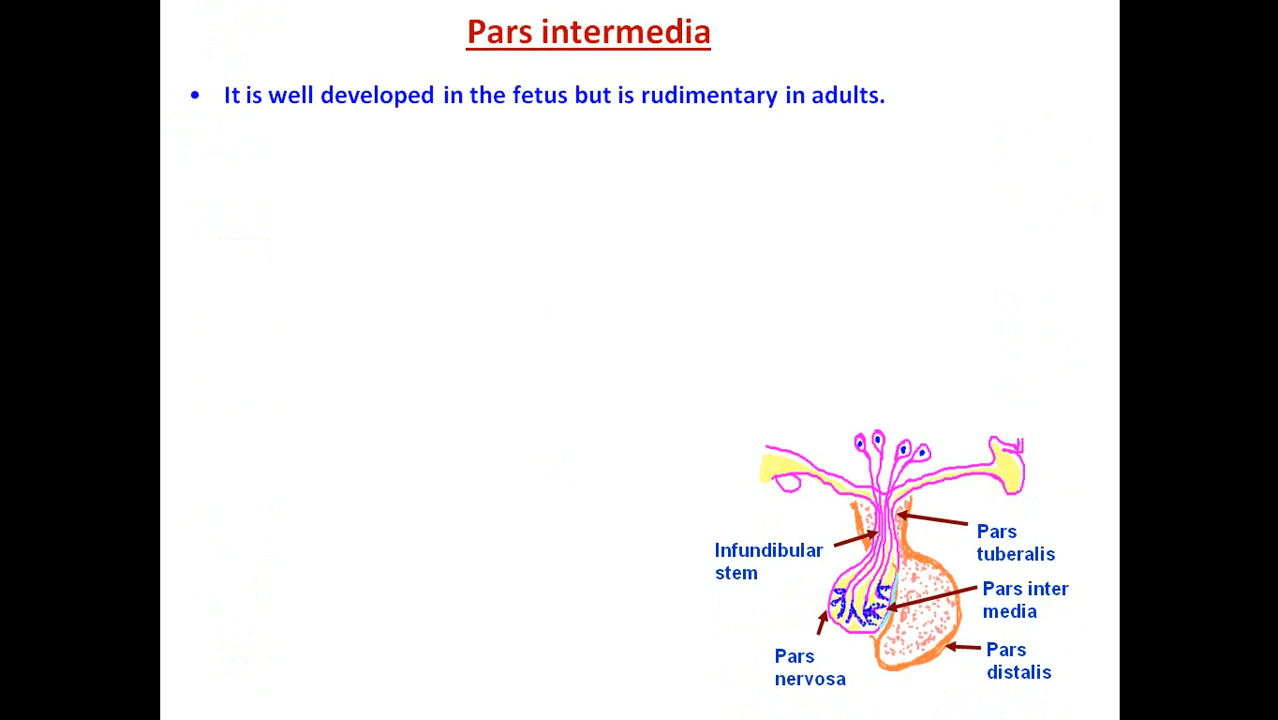 Pars intermedia
• It is well developed in the fetus but is rudimentary in adults.
Infundibular
stem
Pars
tuberalis
Pars inter
media
Pars
distalis
Pars
nervosa